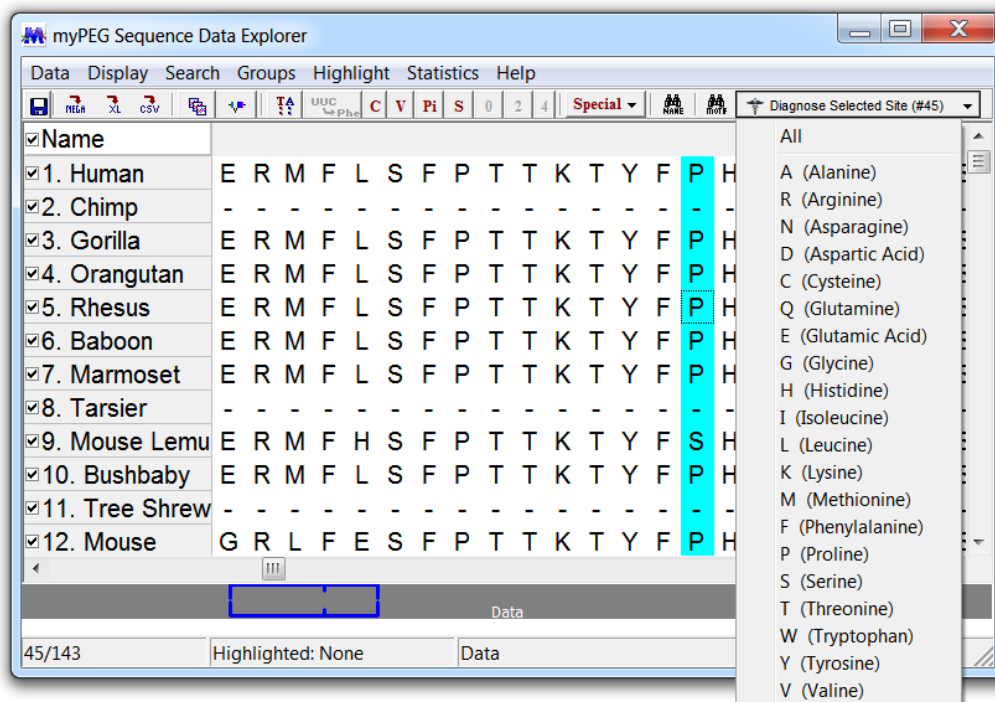 myPEG Sequence Data Explorer
Data Display Search Groups Highlight Statistics Help
MEGA XL CSV TA UUC Phe C V Pi S 0 2 4 Special NAME MOTIF Diagnose Selected Site (#45)
Name
1. Human E R M F L S F P T T K T Y F P H
2. Chimp - - - - - - - - - - - - - - - -
3. Gorilla E R M F L S F P T T K T Y F P H
4. Orangutan E R M F L S F P T T K T Y F P H
5. Rhesus E R M F L S F P T T K T Y F P H
6. Baboon E R M F L S F P T T K T Y F P H
7. Marmoset E R M F L S F P T T K T Y F P H
8. Tarsier - - - - - - - - - - - - - - - -
9. Mouse Lemu E R M F H S F P T T K T Y F S H
10. Bushbaby E R M F L S F P T T K T Y F P H
11. Tree Shrew - - - - - - - - - - - - - - - -
12. Mouse G R L F E S F P T T K T Y F P H
Data
45/143 Highlighted: None Data
All
A (Alanine)
R (Arginine)
N (Asparagine)
D (Aspartic Acid)
C (Cysteine)
Q (Glutamine)
E (Glutamic Acid)
G (Glycine)
H (Histidine)
I (Isoleucine)
L (Leucine)
K (Lysine)
M (Methionine)
F (Phenylalanine)
P (Proline)
S (Serine)
T (Threonine)
W (Tryptophan)
Y (Tyrosine)
V (Valine)